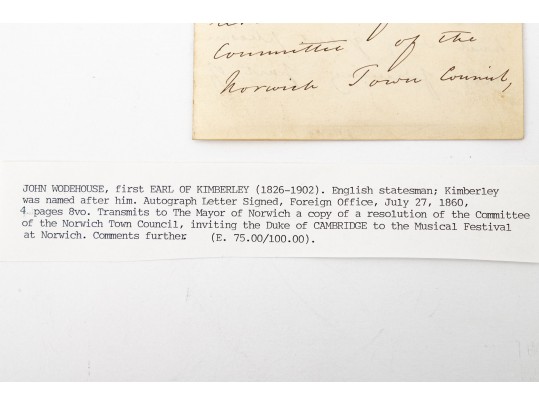 Committee of the
Norwich Town Council,
JOHN WODEHOUSE, first EARL OF KIMBERLEY (1826-1902). English statesman; Kimberley
was named after him. Autograph Letter Signed, Foreign Office, July 27, 1860,
4 pages 8vo. Transmits to The Mayor of Norwich a copy of a resolution of the Committee
of the Norwich Town Council, inviting the Duke of CAMBRIDGE to the Musical Festival
at Norwich. Comments further. (E. 75.00/100.00).